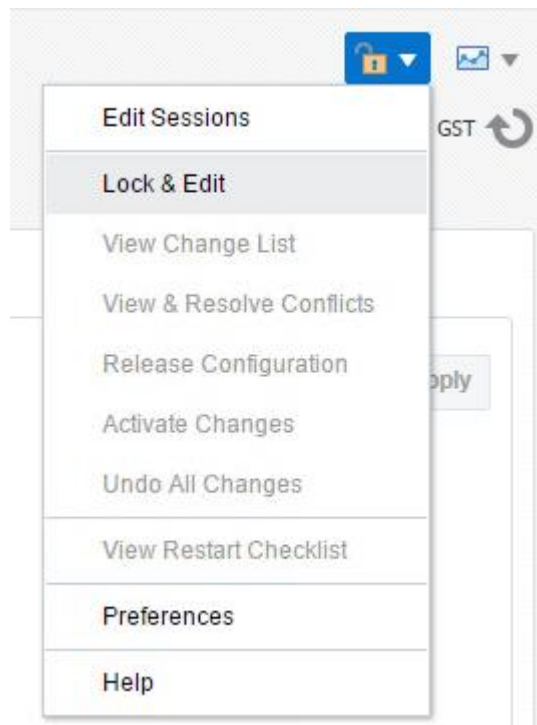 GST
Edit Sessions
Lock & Edit
View Change List
View & Resolve Conflicts
Release Configuration
pply
Activate Changes
Undo All Changes
View Restart Checklist
Preferences
Help